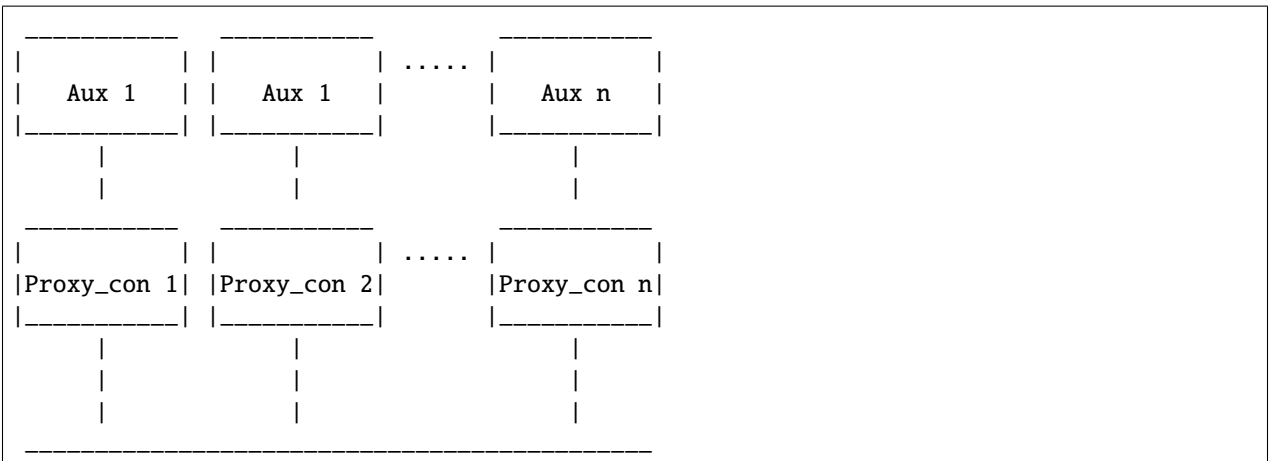 .....
Aux 1 Aux 1 Aux n
.....
Proxy_con 1 Proxy_con 2 Proxy_con n